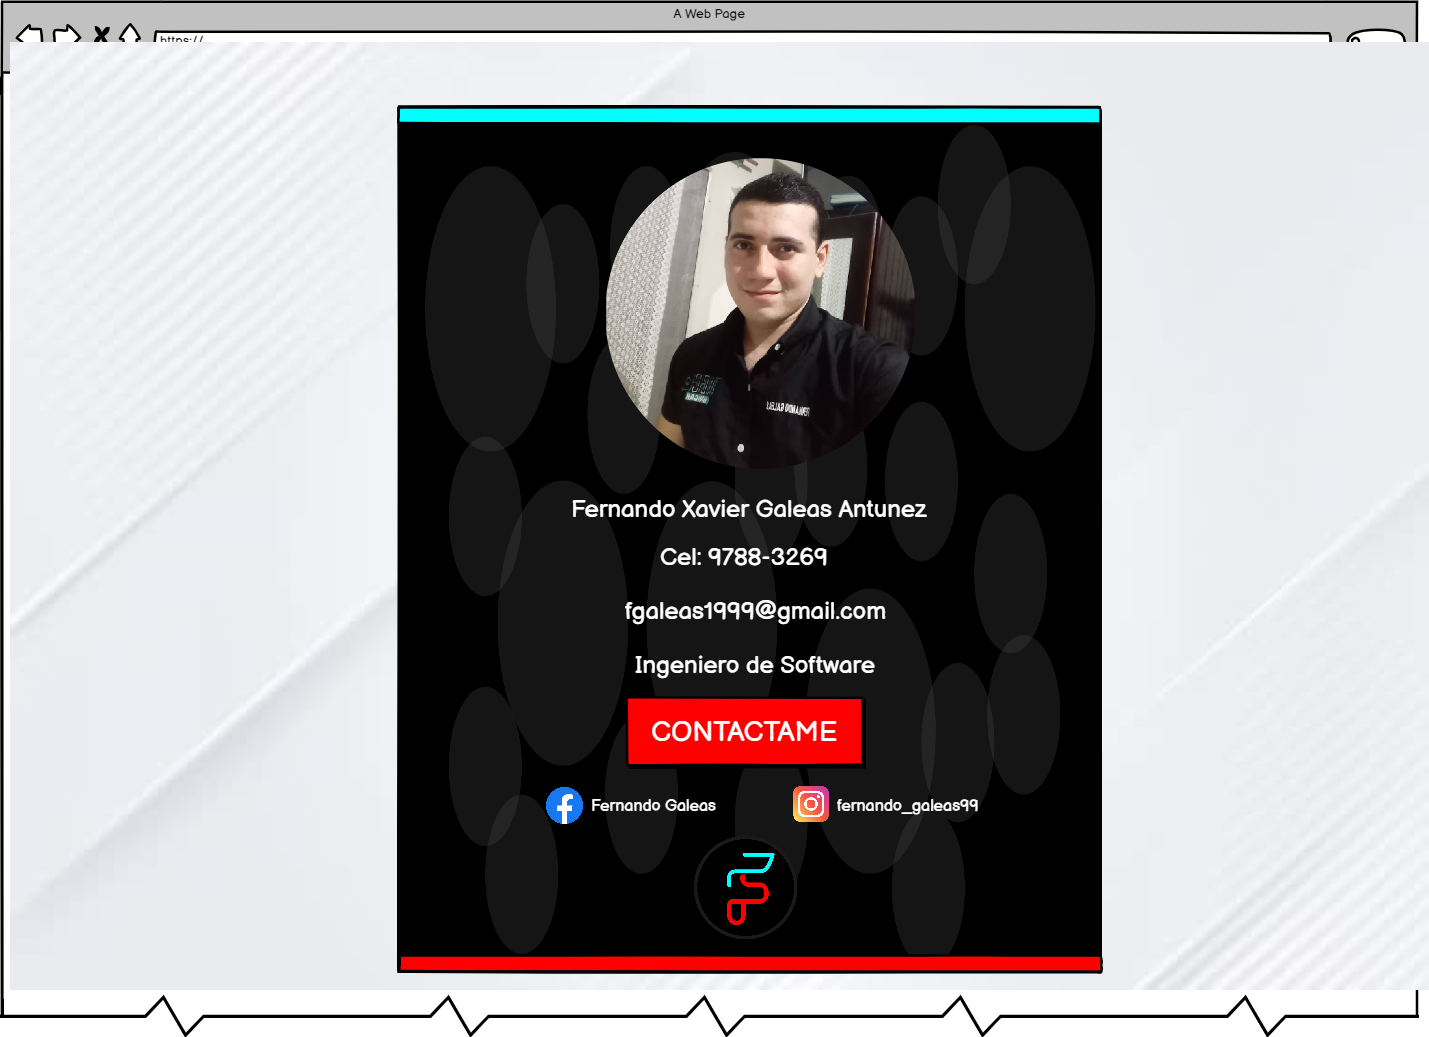 A Web Page
https://
Fernando Xavier Galeas Antunez
Cel: 9788-3269
fgaleas1999@gmail.com
Ingeniero de Software
CONTACTAME
Fernando Galeas
fernando_galeas99